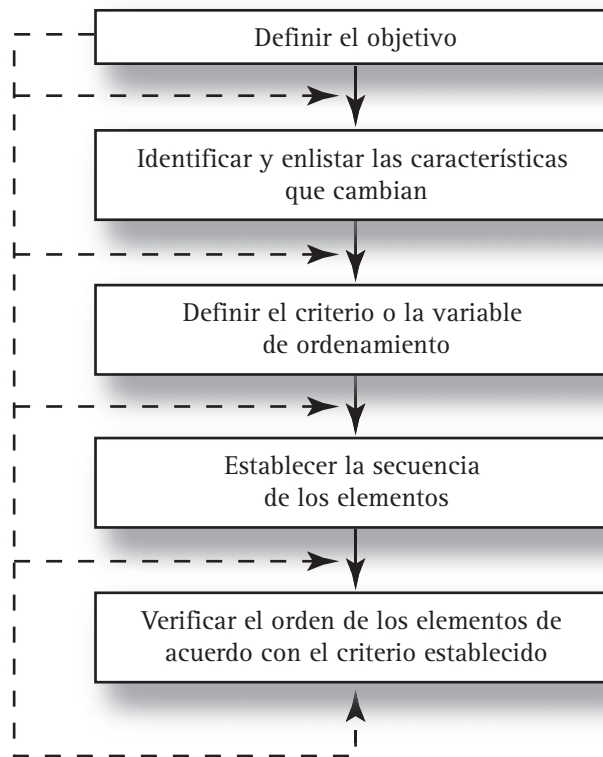 Definir el objetivo
Identificar y enlistar las características
que cambian
Definir el criterio o la variable
de ordenamiento
Establecer la secuencia
de los elementos
Verificar el orden de los elementos de
acuerdo con el criterio establecido